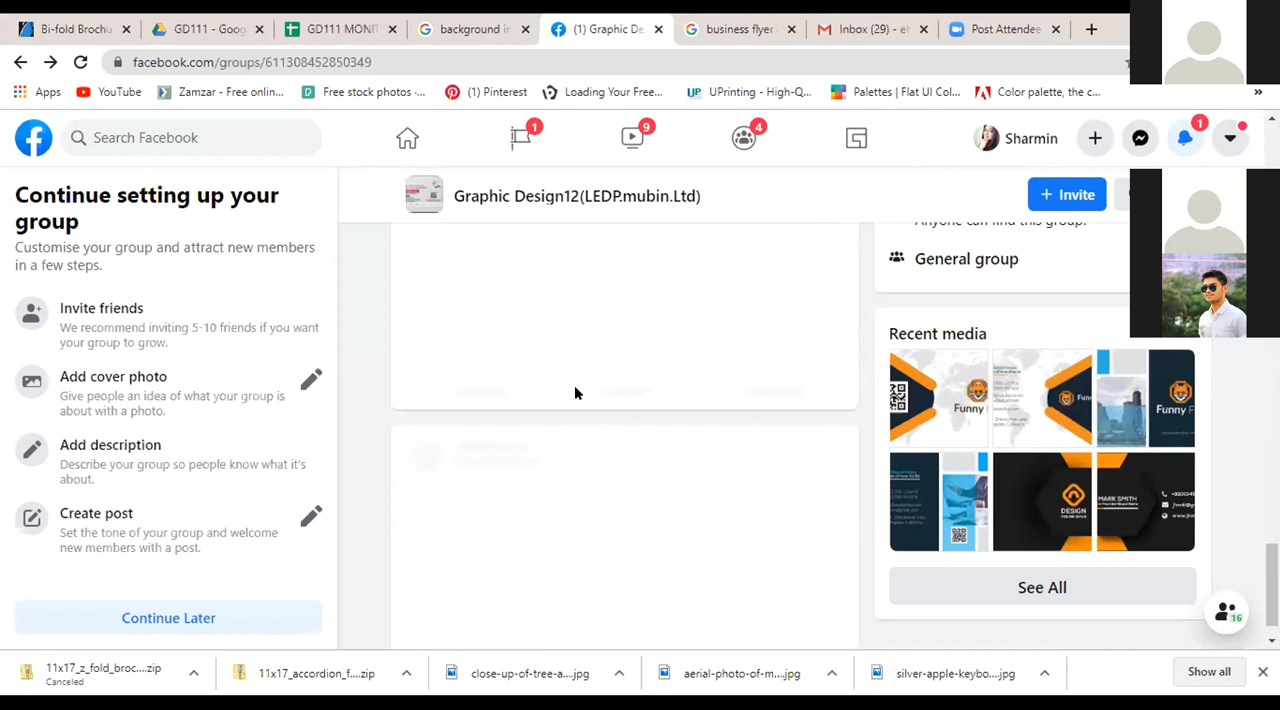 Bi-fold Brochu
GD111 - Goog
GD111 MONI
background in
(1) Graphic De
business flyer
Inbox (29) - e
Post Attendee
facebook.com/groups/611308452850349
Apps
YouTube
Zamzar - Free onlin...
Free stock photos ·...
(1) Pinterest
Loading Your Free...
UPrinting - High-Q...
Palettes | Flat UI Col...
Color palette, the c...
»
Search Facebook
1
9
4
Sharmin
1
Continue setting up your
group
Customise your group and attract new members
in a few steps.
Invite friends
We recommend inviting 5-10 friends if you want
your group to grow.
Add cover photo
Give people an idea of what your group is
about with a photo.
Add description
Describe your group so people know what it's
about.
Create post
Set the tone of your group and welcome
new members with a post.
Continue Later
Graphic Design12(LEDP.mubin.Ltd)
+ Invite
Anyone can find this group.
General group
Recent media
Funny
Funny F
DESIGN
MARK SMITH
See All
16
11x17_z_fold_broc....zip
Canceled
11x17_accordion_f....zip
close-up-of-tree-a....jpg
aerial-photo-of-m....jpg
silver-apple-keybo....jpg
Show all